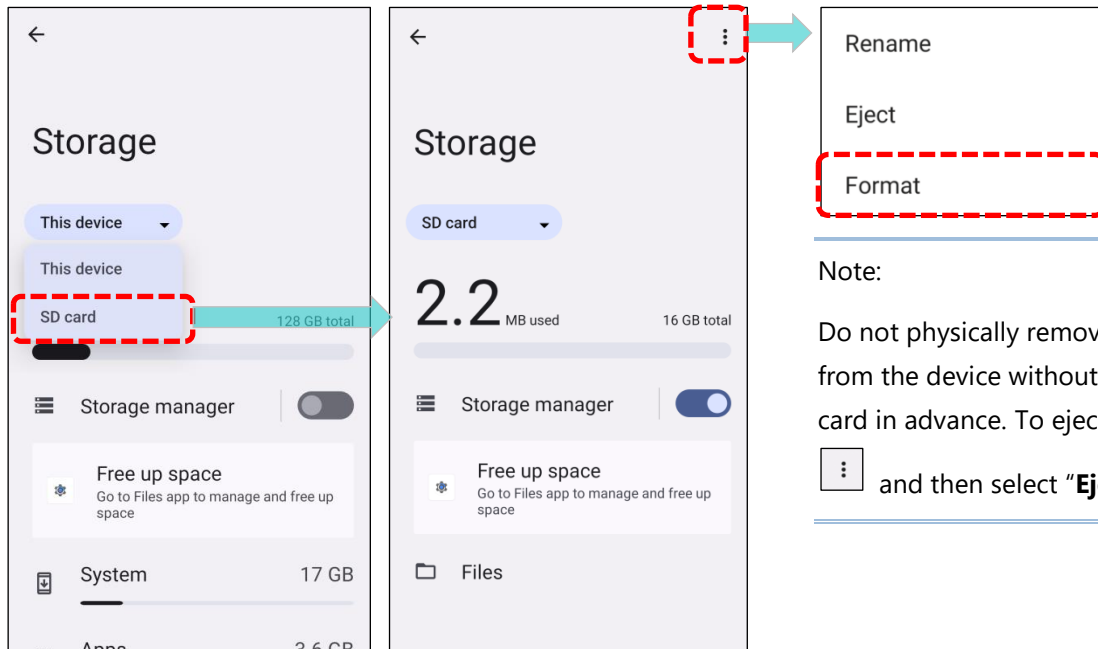 Storage
This device
This device
SD card
128 GB total
Storage manager
Free up space
Go to Files app to manage and free up
space
System 17 GB
Storage
SD card
2.2 MB used 16 GB total
Storage manager
Free up space
Go to Files app to manage and free up
space
Files
Rename
Eject
Format
Note:
Do not physically
from the device without
card in advance. To
and then select “